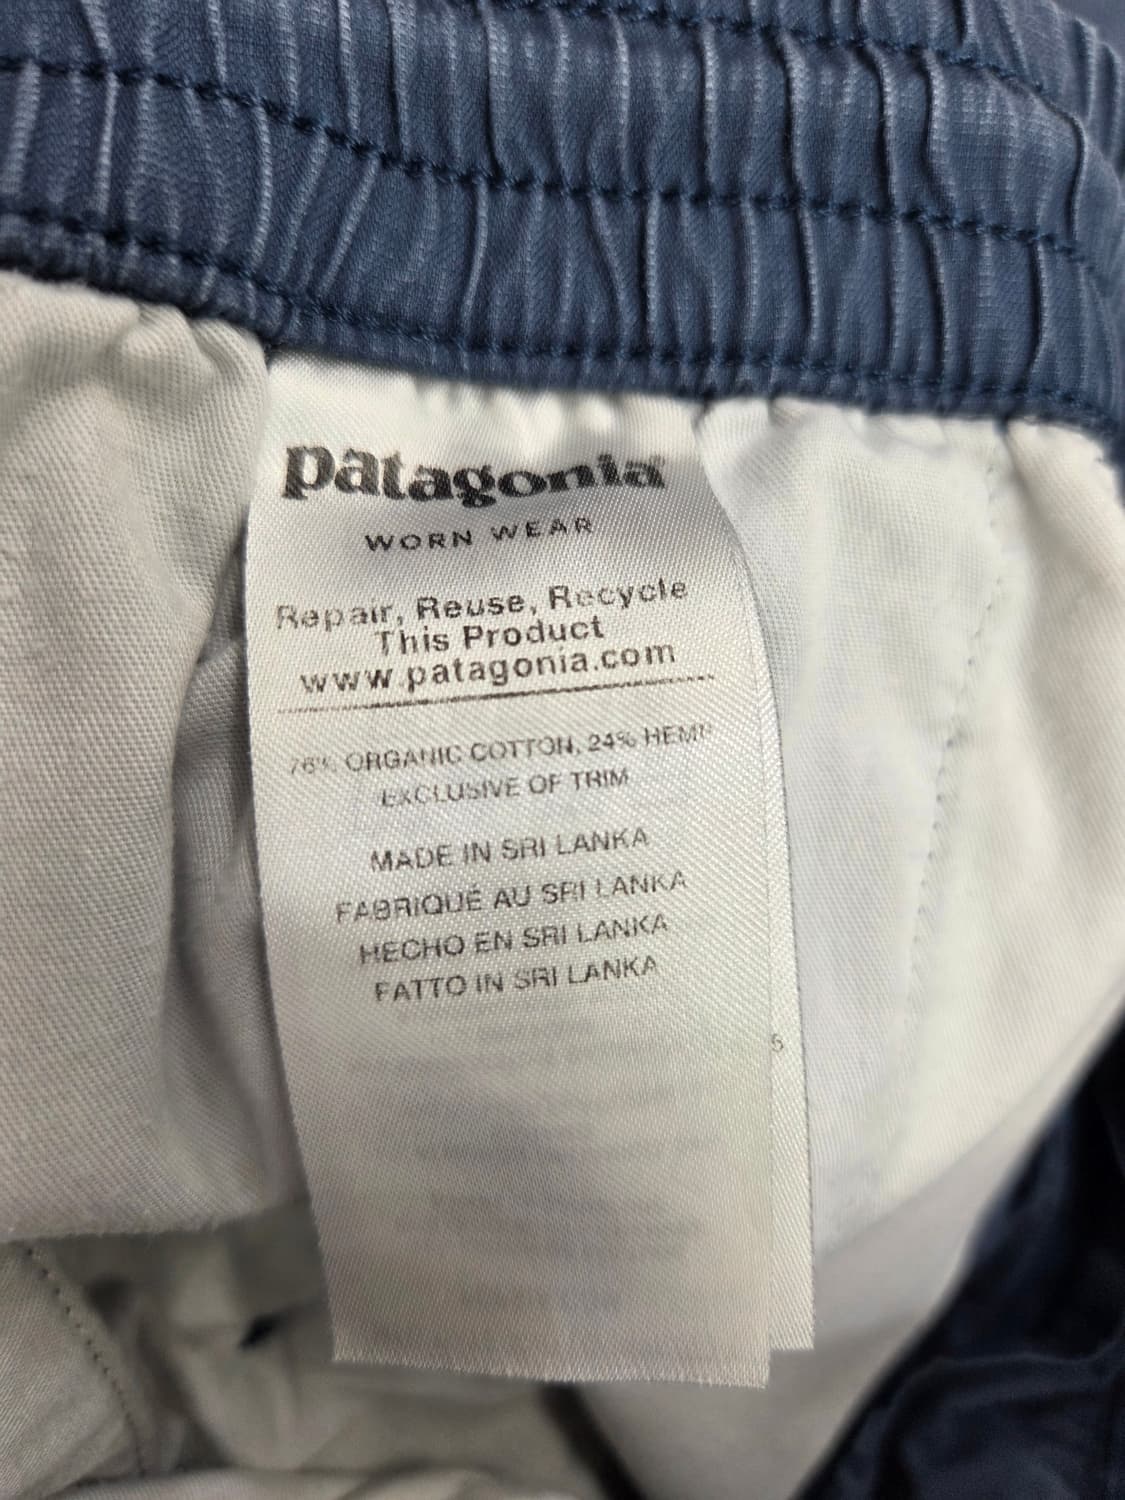 patagonia®
WORN WEAR
Repair, Reuse, Recycle
This Product
www.patagonia.com
76% ORGANIC COTTON, 24% HEMP
EXCLUSIVE OF TRIM
MADE IN SRI LANKA
FABRIQUÉ AU SRI LANKA
HECHO EN SRI LANKA
FATTO IN SRI LANKA
5